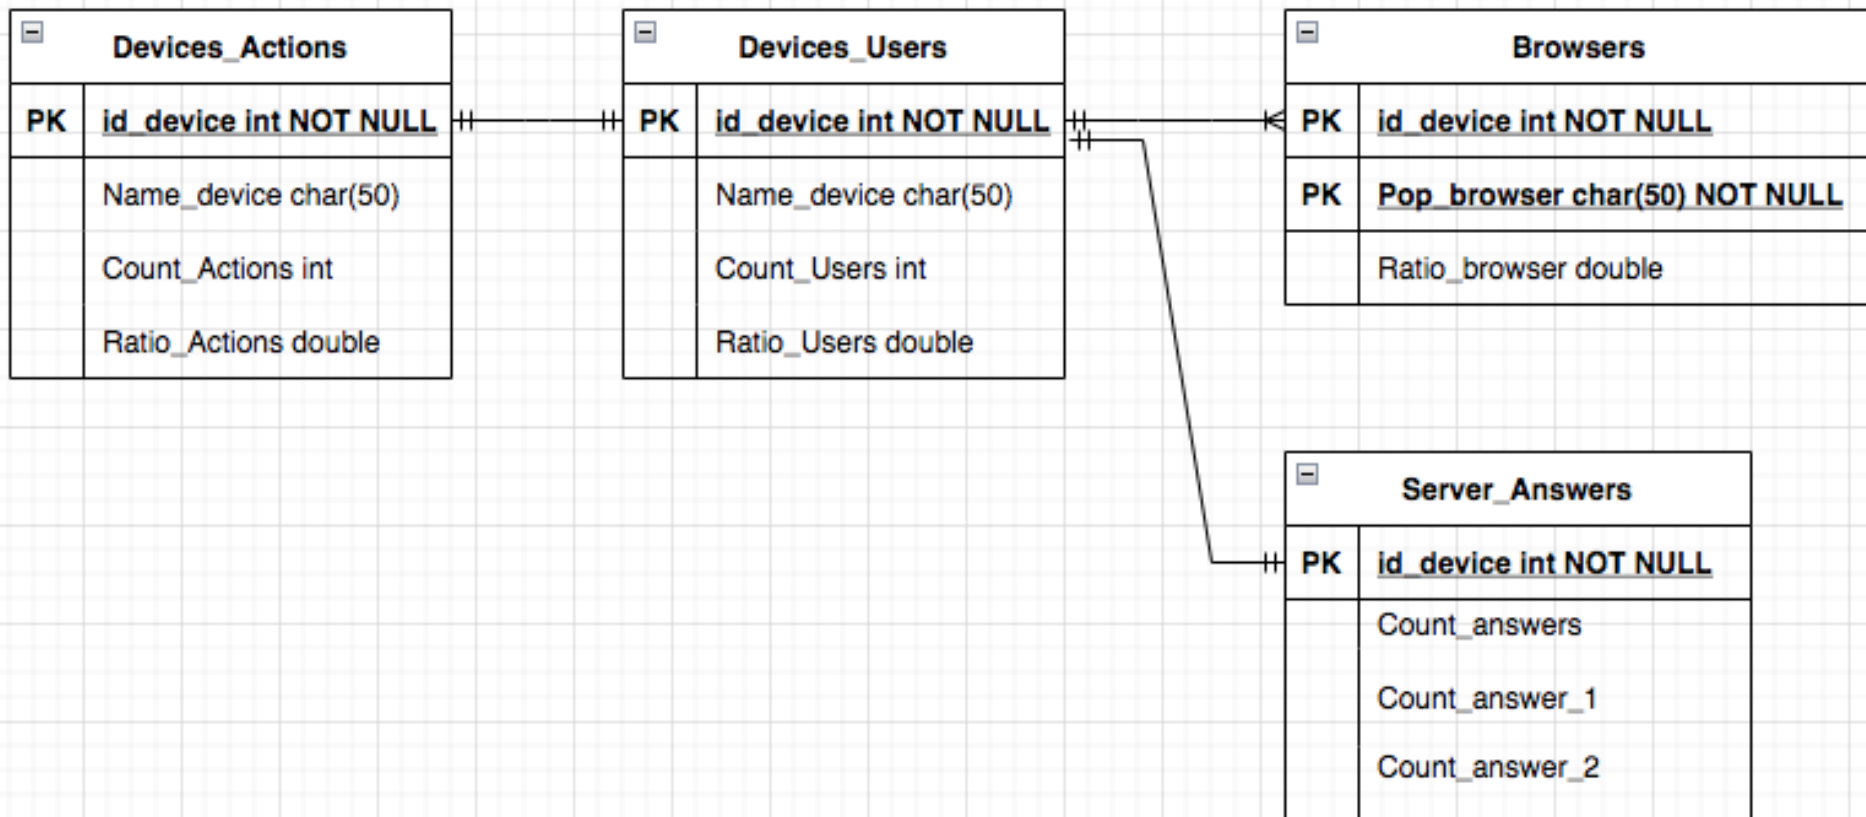 Devices_Actions
PK id_device int NOT NULL
Name_device char(50)
Count_Actions int
Ratio_Actions double
Devices_Users
PK id_device int NOT NULL
Name_device char(50)
Count_Users int
Ratio_Users double
Browsers
PK id_device int NOT NULL
PK Pop_browser char(50) NOT NULL
Ratio_browser double
Server_Answers
PK id_device int NOT NULL
Count_answers
Count_answer_1
Count_answer_2